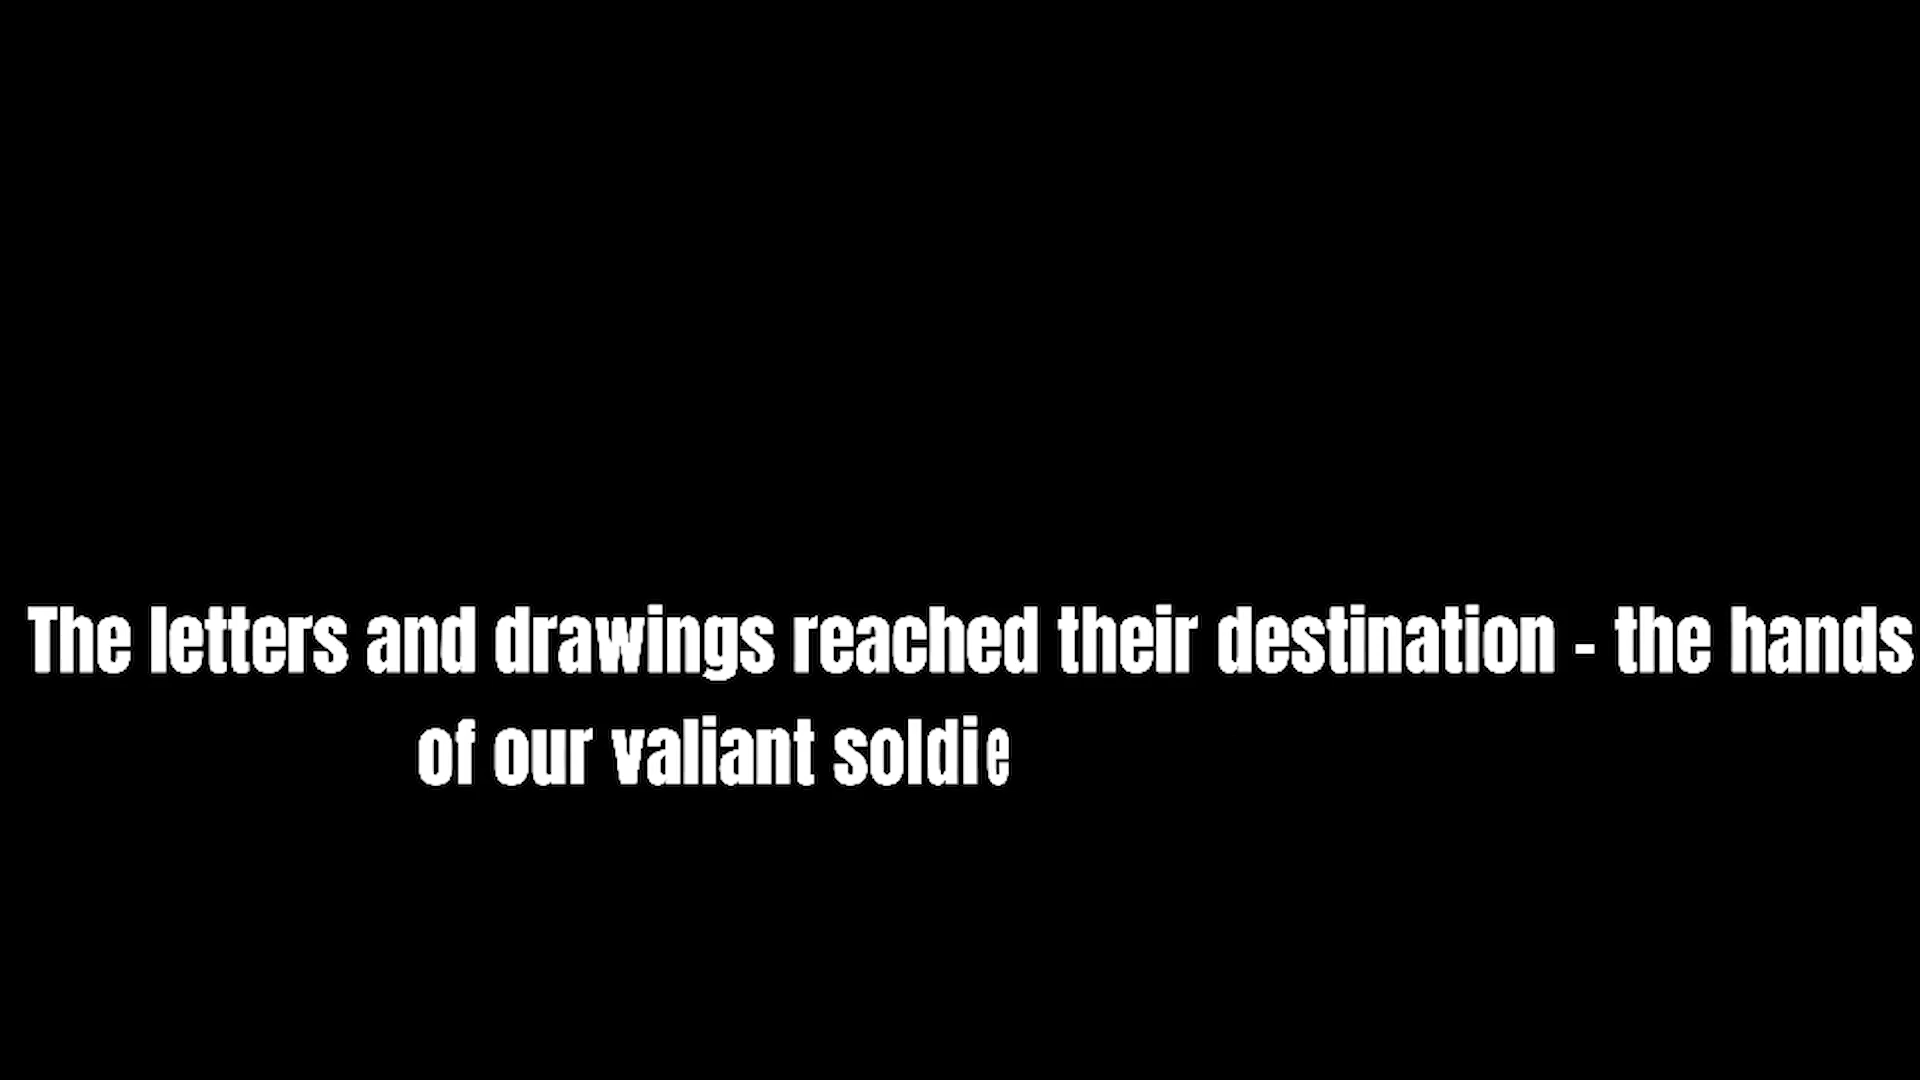 The letters and drawings reached their destination - the hands
of our valiant soldie